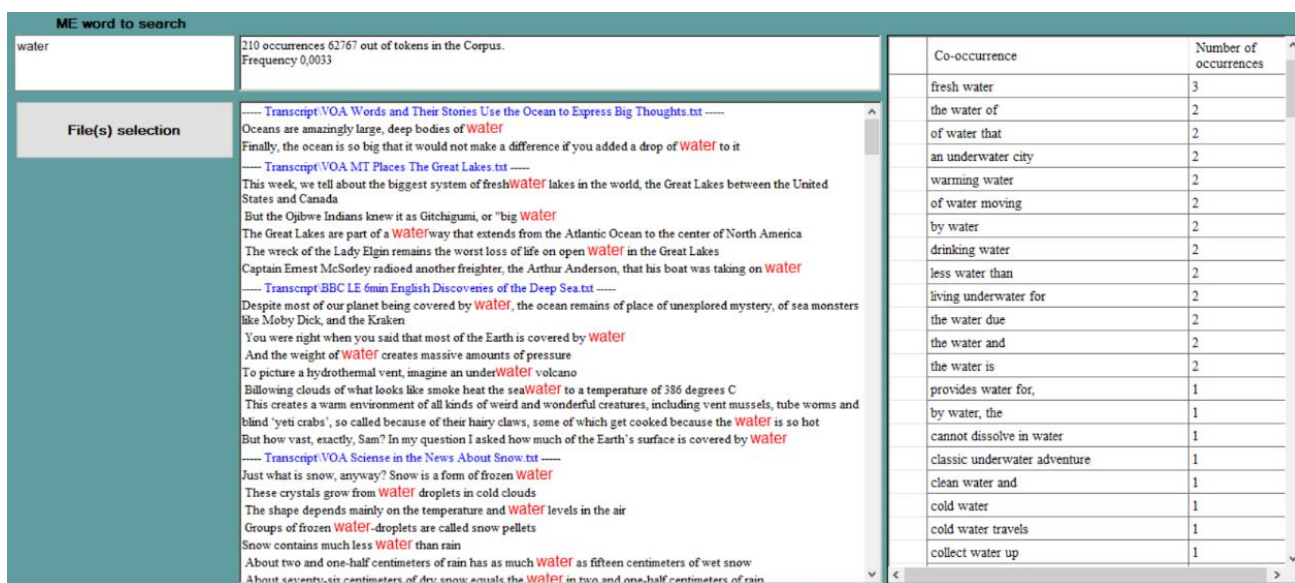 ME word to search
water
210 occurrences 62767 out of tokens in the Corpus.
Frequency 0,0033
File(s) selection
----- Transcript\VOA Words and Their Stories Use the Ocean to Express Big Thoughts.txt -----
Oceans are amazingly large, deep bodies of water
Finally, the ocean is so big that it would not make a difference if you added a drop of water to it
----- Transcript\VOA MT Places The Great Lakes.txt -----
This week, we tell about the biggest system of freshwater lakes in the world, the Great Lakes between the United
States and Canada
But the Ojibwe Indians knew it as Gitchigumi, or "big water
The Great Lakes are part of a waterway that extends from the Atlantic Ocean to the center of North America
The wreck of the Lady Elgin remains the worst loss of life on open water in the Great Lakes
Captain Ernest McSorley radioed another freighter, the Arthur Anderson, that his boat was taking on water
----- Transcript\BBC LE 6min English Discoveries of the Deep Sea.txt -----
Despite most of our planet being covered by water, the ocean remains of place of unexplored mystery, of sea monsters
like Moby Dick, and the Kraken
You were right when you said that most of the Earth is covered by water
And the weight of water creates massive amounts of pressure
To picture a hydrothermal vent, imagine an underwater volcano
Billowing clouds of what looks like smoke heat the seawater to a temperature of 386 degrees C
This creates a warm environment of all kinds of weird and wonderful creatures, including vent mussels, tube worms and
blind ‘yeti crabs’, so called because of their hairy claws, some of which get cooked because the water is so hot
But how vast, exactly, Sam? In my question I asked how much of the Earth’s surface is covered by water
----- Transcript\VOA Sciense in the News About Snow.txt -----
Just what is snow, anyway? Snow is a form of frozen water
These crystals grow from water droplets in cold clouds
The shape depends mainly on the temperature and water levels in the air
Groups of frozen water-droplets are called snow pellets
Snow contains much less water than rain
About two and one-half centimeters of rain has as much water as fifteen centimeters of wet snow
About seventy-six centimeters of dry snow equals the water in two and one-half centimeters of rain
Co-occurrence Number of
occurrences
fresh water 3
the water of 2
of water that 2
an underwater city 2
warming water 2
of water moving 2
by water 2
drinking water 2
less water than 2
living underwater for 2
the water due 2
the water and 2
the water is 2
provides water for, 1
by water, the 1
cannot dissolve in water 1
classic underwater adventure 1
clean water and 1
cold water 1
cold water travels 1
collect water up 1